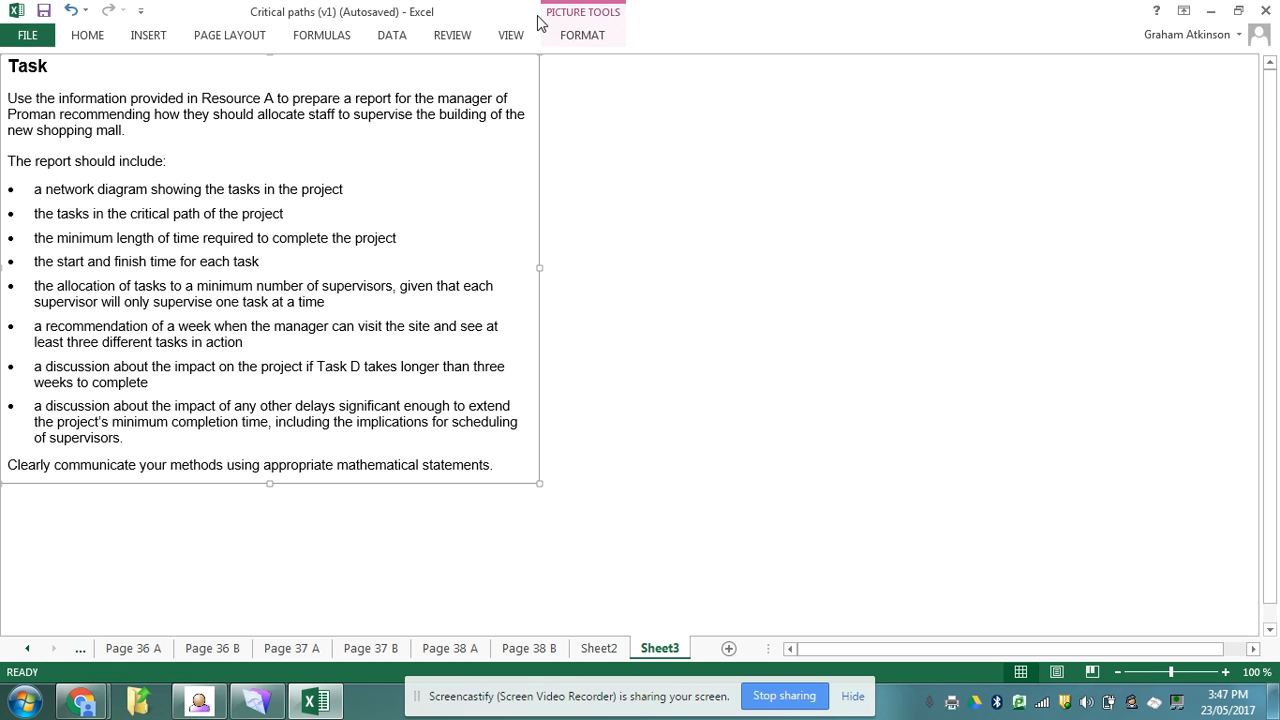 Critical paths (v1) (Autosaved) - Excel
PICTURE TOOLS
?
FILE
HOME
INSERT
PAGE LAYOUT
FORMULAS
DATA
REVIEW
VIEW
FORMAT
Graham Atkinson
Task
Use the information provided in Resource A to prepare a report for the manager of
Proman recommending how they should allocate staff to supervise the building of the
new shopping mall.
The report should include:
• a network diagram showing the tasks in the project
• the tasks in the critical path of the project
• the minimum length of time required to complete the project
• the start and finish time for each task
• the allocation of tasks to a minimum number of supervisors, given that each
supervisor will only supervise one task at a time
• a recommendation of a week when the manager can visit the site and see at
least three different tasks in action
• a discussion about the impact on the project if Task D takes longer than three
weeks to complete
• a discussion about the impact of any other delays significant enough to extend
the project's minimum completion time, including the implications for scheduling
of supervisors.
Clearly communicate your methods using appropriate mathematical statements.
...
Page 36 A
Page 36 B
Page 37 A
Page 37 B
Page 38 A
Page 38 B
Sheet2
Sheet3
READY
100 %
Screencastify (Screen Video Recorder) is sharing your screen.
Stop sharing
Hide
3:47 PM
23/05/2017